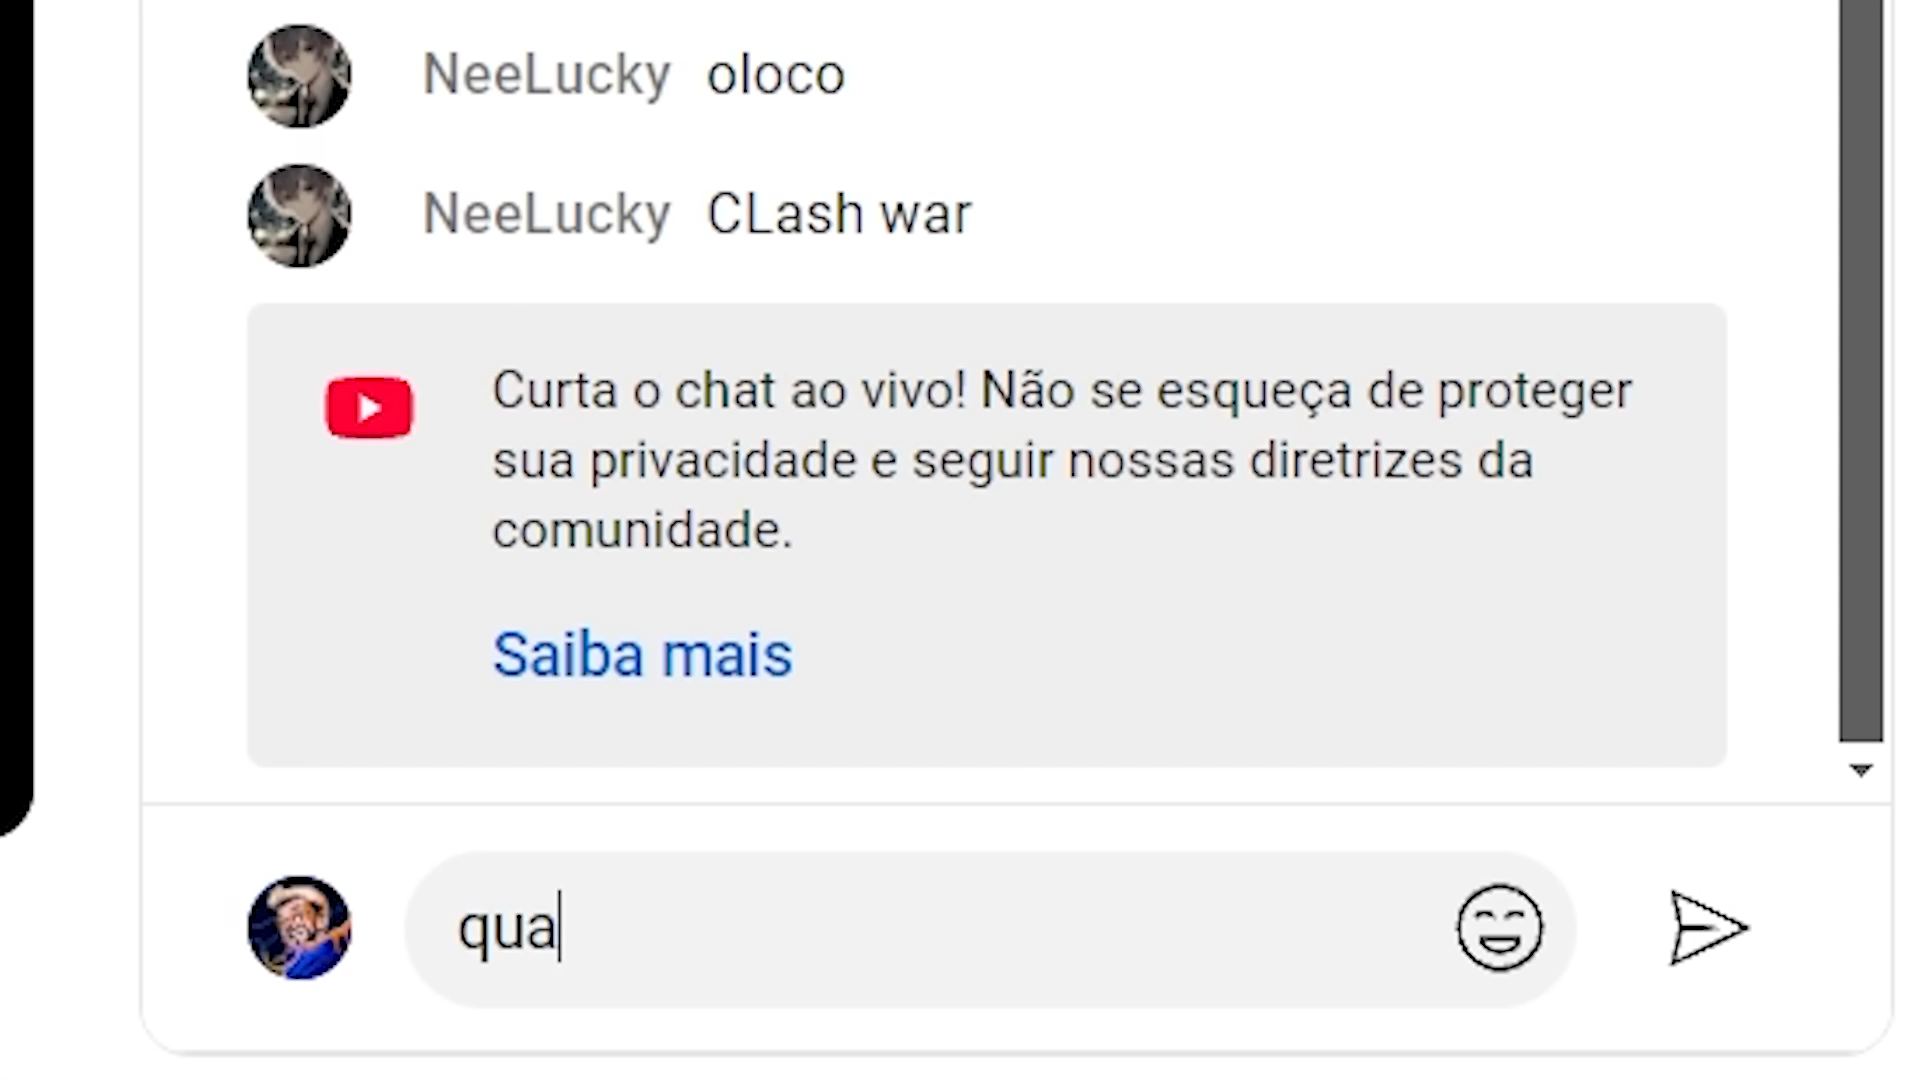 NeeLucky oloco
NeeLucky CLash war
Curta o chat ao vivo! Não se esqueça de proteger
sua privacidade e seguir nossas diretrizes da
comunidade.
Saiba mais
qua